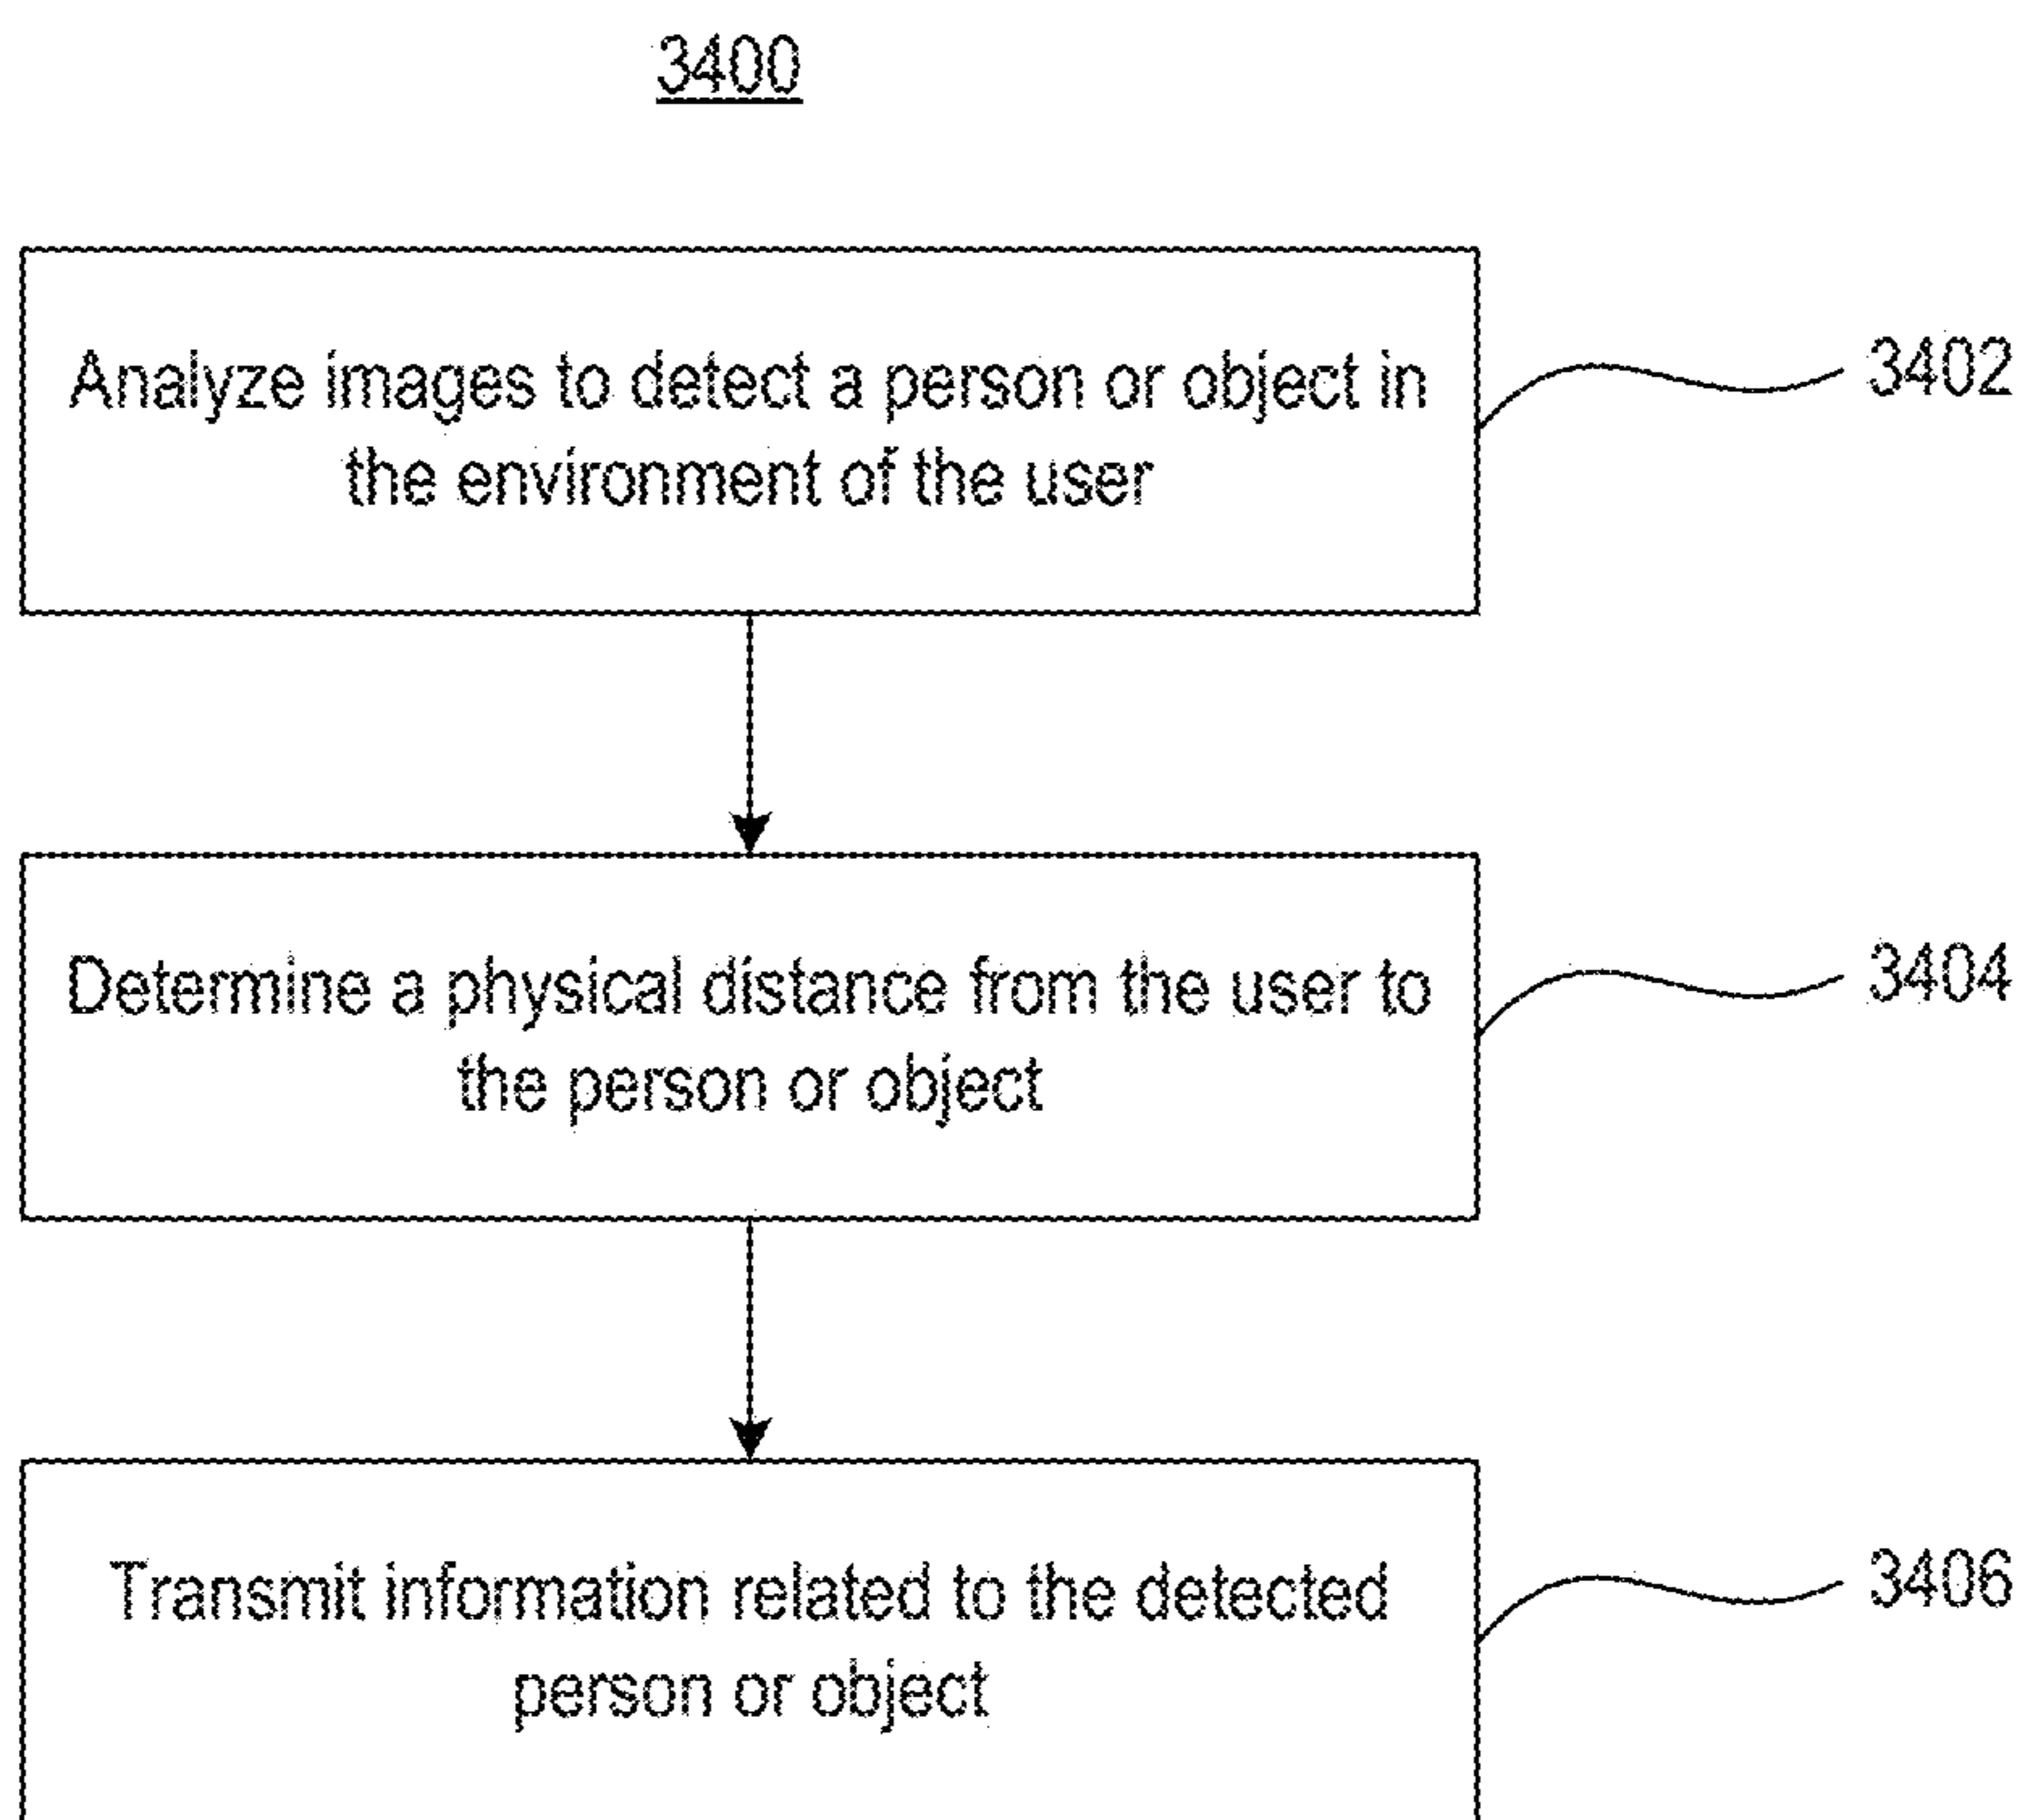 3400
Analyze images to detect a person or object in
the environment of the user
3402
Determine a physical distance from the user to
the person or object
3404
Transmit information related to the detected
person or object
3406